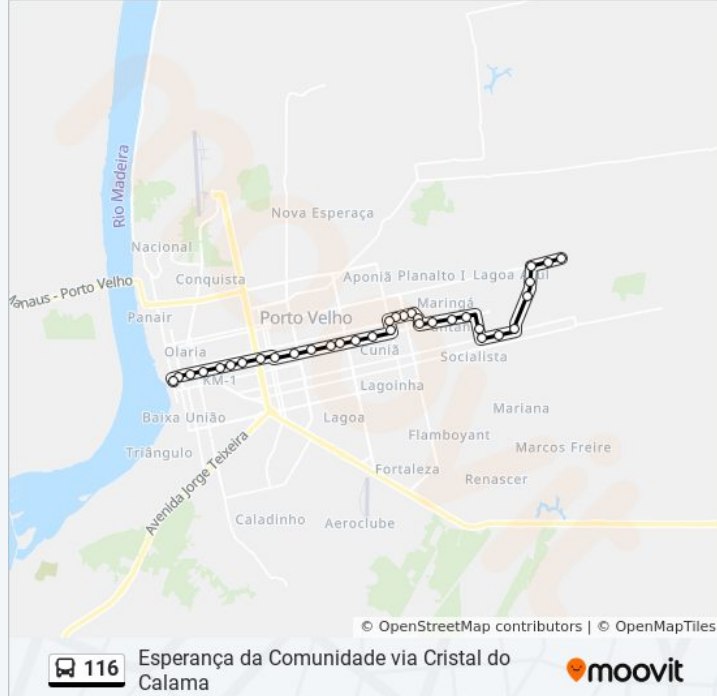 Rio Madeira
Nova Esperaça
Nacional
Manaus - Porto Velho
Conquista
Aponiã
Planalto I
Lagoa Azul
Maringá
Panair
Porto Velho
Olaria
Cuniã
Socialista
KM-1
Lagoinha
Baixa União
Lagoa
Mariana
Flamboyant
Triângulo
Marcos Freire
Avenida Jorge Teixeira
Fortaleza
Renascer
Caladinho
Aeroclube
© OpenStreetMap contributors | © OpenMapTiles
116
Esperança da Comunidade via Cristal do
Calama
moovit